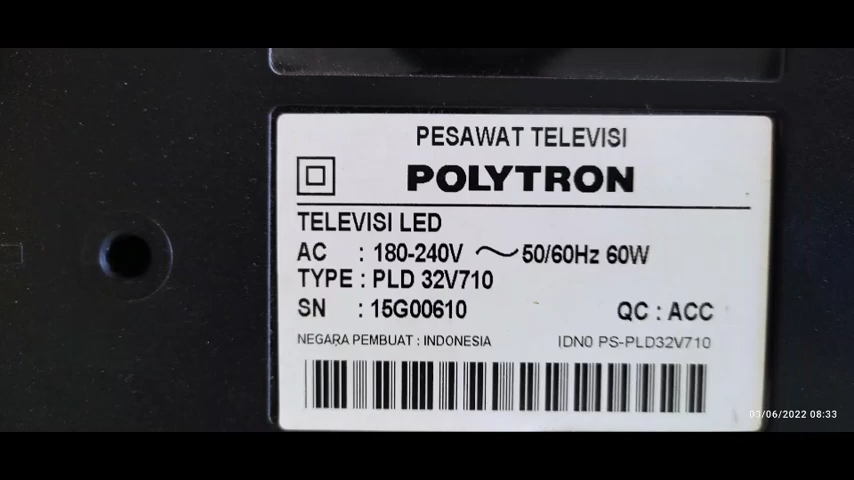 PESAWAT TELEVISI
POLYTRON
TELEVISI LED
AC : 180-240V ~ 50/60Hz 60W
TYPE : PLD 32V710
SN : 15G00610 QC : ACC
NEGARA PEMBUAT : INDONESIA IDN0 PS-PLD32V710
03/06/2022 08:33